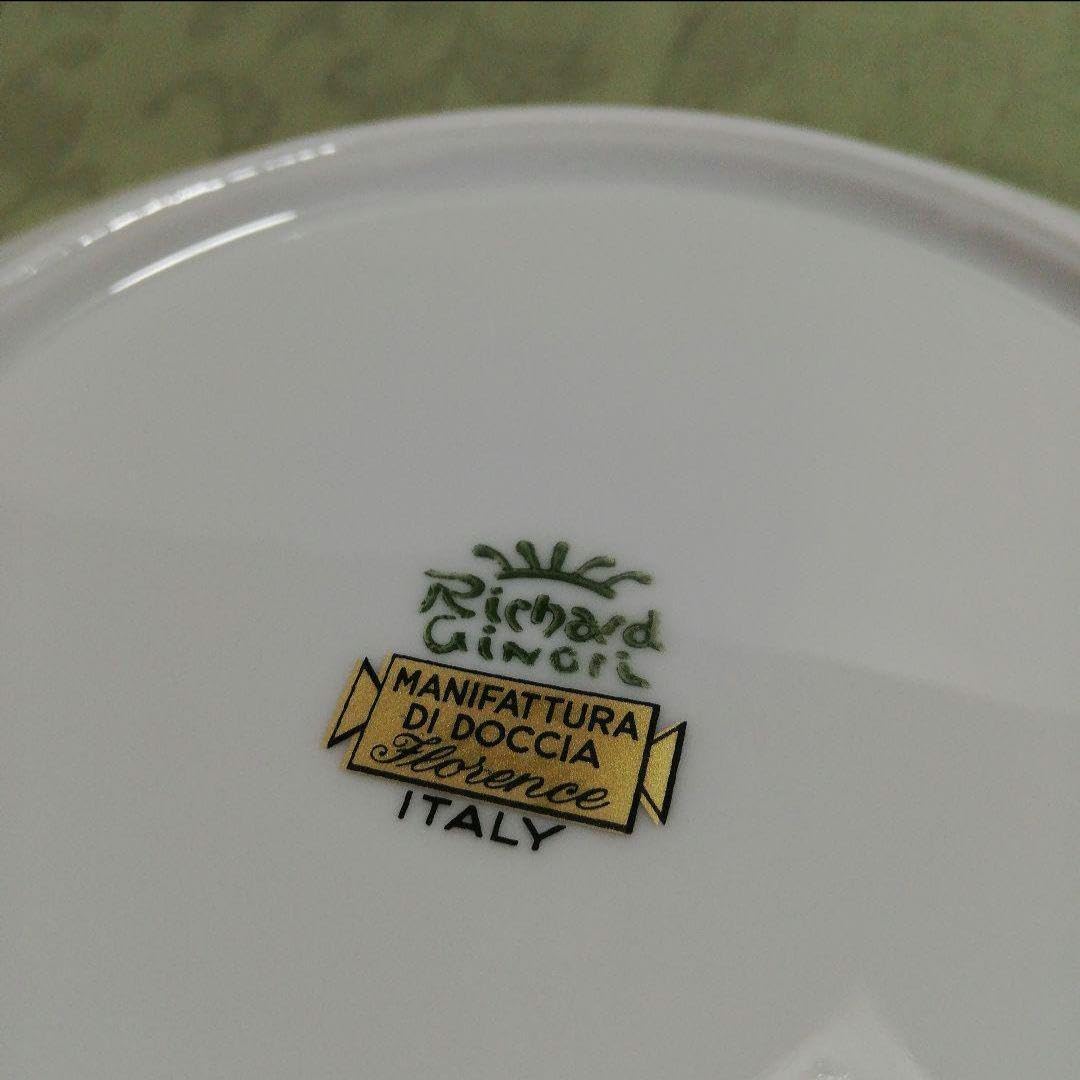 Richard
Ginori
MANIFATTURA
DI DOCCIA
Florence
ITALY